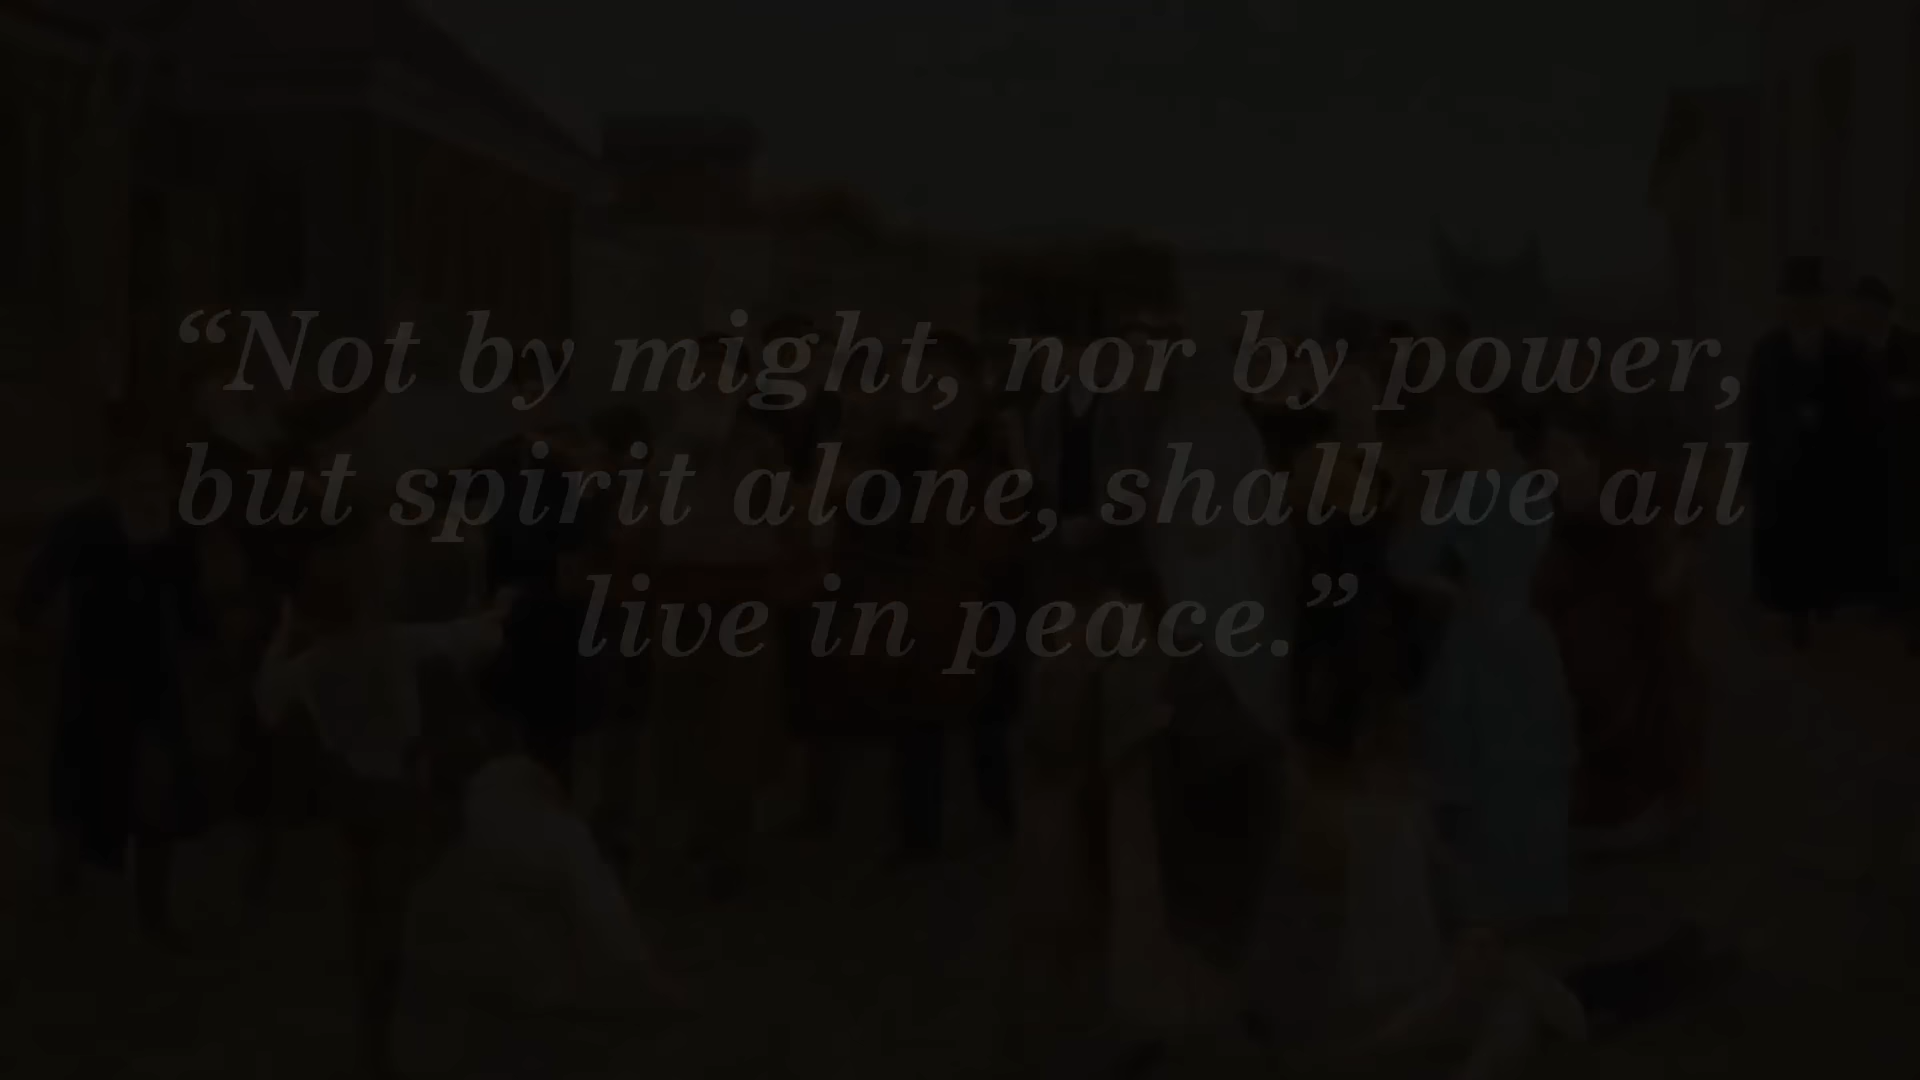 “Not by might, nor by power,
but spirit alone, shall we all
live in peace.”